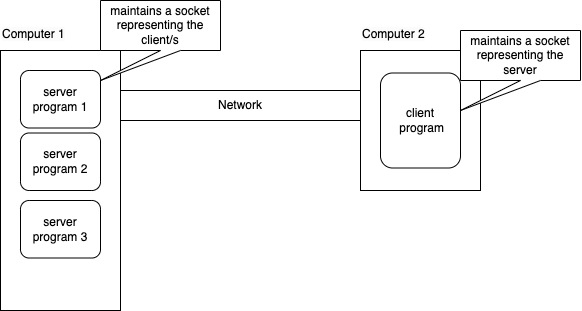 maintains a socket
representing the
client/s
Computer 1
server
program 1
server
program 2
server
program 3
Network
Computer 2
maintains a socket
representing the
server
client
program